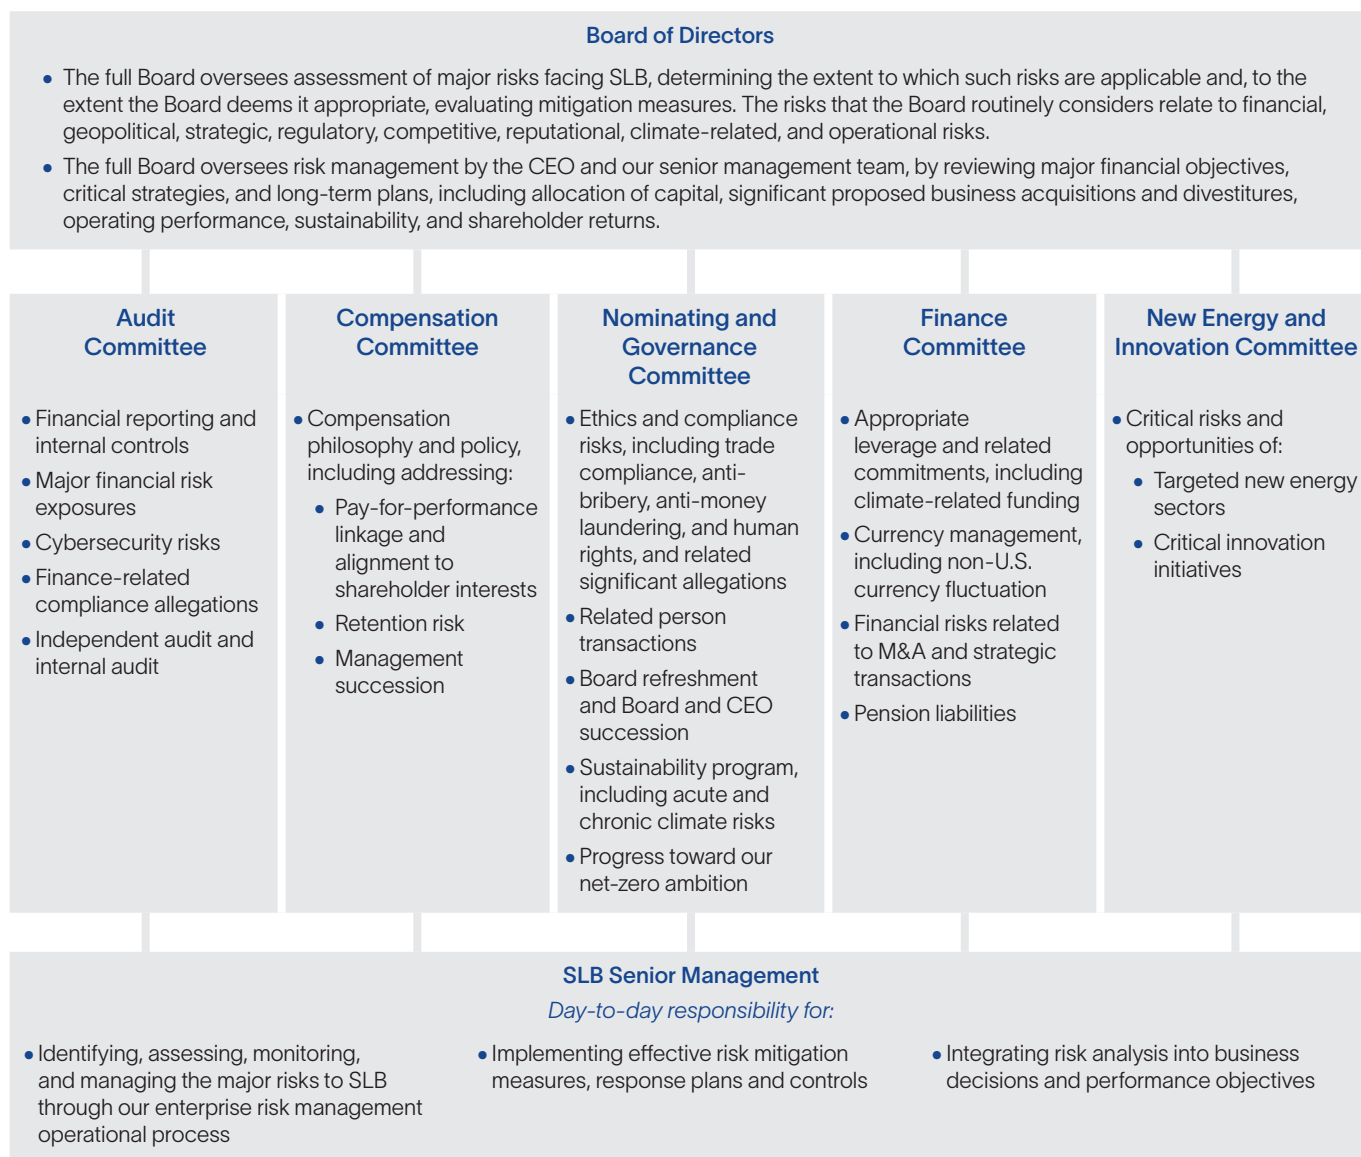 Board of Directors
• The full Board oversees assessment of major risks facing SLB, determining the extent to which such risks are applicable and, to the
extent the Board deems it appropriate, evaluating mitigation measures. The risks that the Board routinely considers relate to financial,
geopolitical, strategic, regulatory, competitive, reputational, climate-related, and operational risks.
• The full Board oversees risk management by the CEO and our senior management team, by reviewing major financial objectives,
critical strategies, and long-term plans, including allocation of capital, significant proposed business acquisitions and divestitures,
operating performance, sustainability, and shareholder returns.
Audit
Committee
• Financial reporting and
internal controls
• Major financial risk
exposures
• Cybersecurity risks
• Finance-related
compliance allegations
• Independent audit and
internal audit
Compensation
Committee
• Compensation
philosophy and policy,
including addressing:
• Pay-for-performance
linkage and
alignment to
shareholder interests
• Retention risk
• Management
succession
Nominating and
Governance
Committee
• Ethics and compliance
risks, including trade
compliance, anti-
bribery, anti-money
laundering, and human
rights, and related
significant allegations
• Related person
transactions
• Board refreshment
and Board and CEO
succession
• Sustainability program,
including acute and
chronic climate risks
• Progress toward our
net-zero ambition
Finance
Committee
• Appropriate
leverage and related
commitments, including
climate-related funding
• Currency management,
including non-U.S.
currency fluctuation
• Financial risks related
to M&A and strategic
transactions
• Pension liabilities
New Energy and
Innovation Committee
• Critical risks and
opportunities of:
• Targeted new energy
sectors
• Critical innovation
initiatives
SLB Senior Management
Day-to-day responsibility for:
• Identifying, assessing, monitoring,
and managing the major risks to SLB
through our enterprise risk management
operational process
• Implementing effective risk mitigation
measures, response plans and controls
• Integrating risk analysis into business
decisions and performance objectives